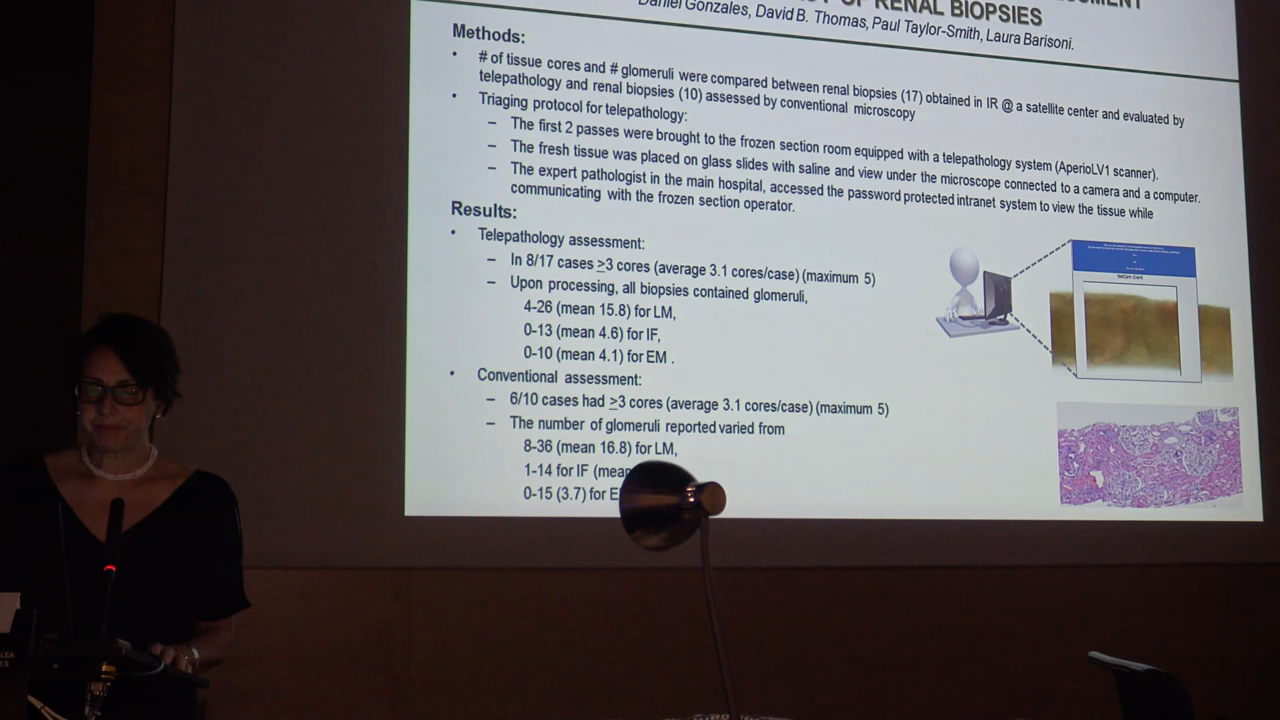 OF RENAL BIOPSIES
Daniel Gonzales, David B. Thomas, Paul Taylor-Smith, Laura Barisoni.
Methods:
• # of tissue cores and # glomeruli were compared between renal biopsies (17) obtained in IR @ a satellite center and evaluated by
telepathology and renal biopsies (10) assessed by conventional microscopy
• Triaging protocol for telepathology:
– The first 2 passes were brought to the frozen section room equipped with a telepathology system (AperioLV1 scanner).
– The fresh tissue was placed on glass slides with saline and view under the microscope connected to a camera and a computer.
– The expert pathologist in the main hospital, accessed the password protected intranet system to view the tissue while
communicating with the frozen section operator.
Results:
• Telepathology assessment:
– In 8/17 cases ≥3 cores (average 3.1 cores/case) (maximum 5)
– Upon processing, all biopsies contained glomeruli,
4-26 (mean 15.8) for LM,
0-13 (mean 4.6) for IF,
0-10 (mean 4.1) for EM .
• Conventional assessment:
– 6/10 cases had ≥3 cores (average 3.1 cores/case) (maximum 5)
– The number of glomeruli reported varied from
8-36 (mean 16.8) for LM,
1-14 for IF (mean
0-15 (3.7) for E